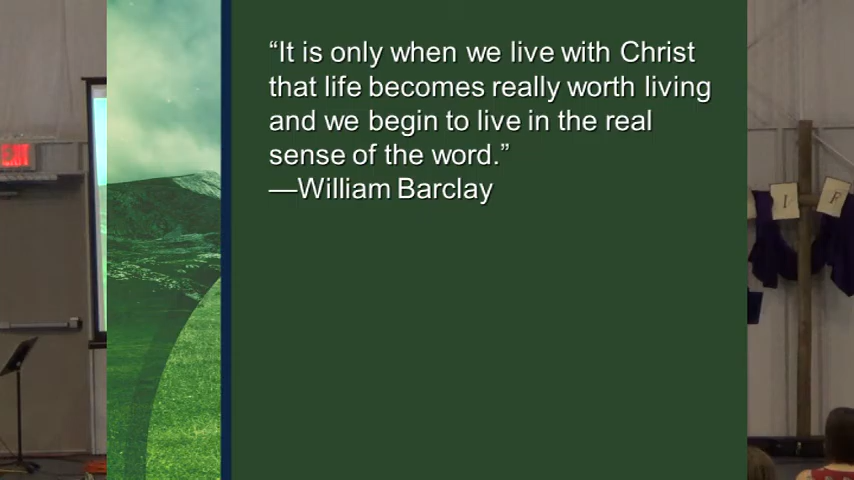 “It is only when we live with Christ
that life becomes really worth living
and we begin to live in the real
sense of the word.”
—William Barclay
EXIT
I
F